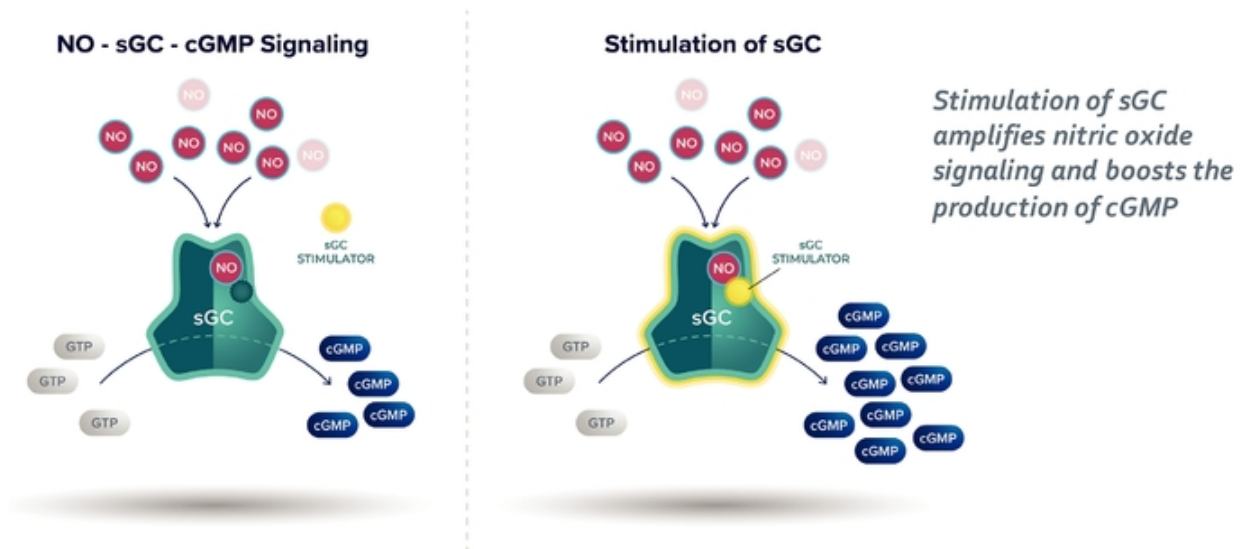 NO - sGC - cGMP Signaling
NO
NO
NO
NO
NO
NO
NO
NO
sGC
STIMULATOR
NO
sGC
GTP
GTP
GTP
cGMP
cGMP
cGMP
cGMP
Stimulation of sGC
NO
NO
NO
NO
NO
NO
NO
NO
sGC
STIMULATOR
NO
sGC
GTP
GTP
GTP
cGMP
cGMP
cGMP
cGMP
cGMP
cGMP
cGMP
cGMP
cGMP
Stimulation of sGC
amplifies nitric oxide
signaling and boosts the
production of cGMP